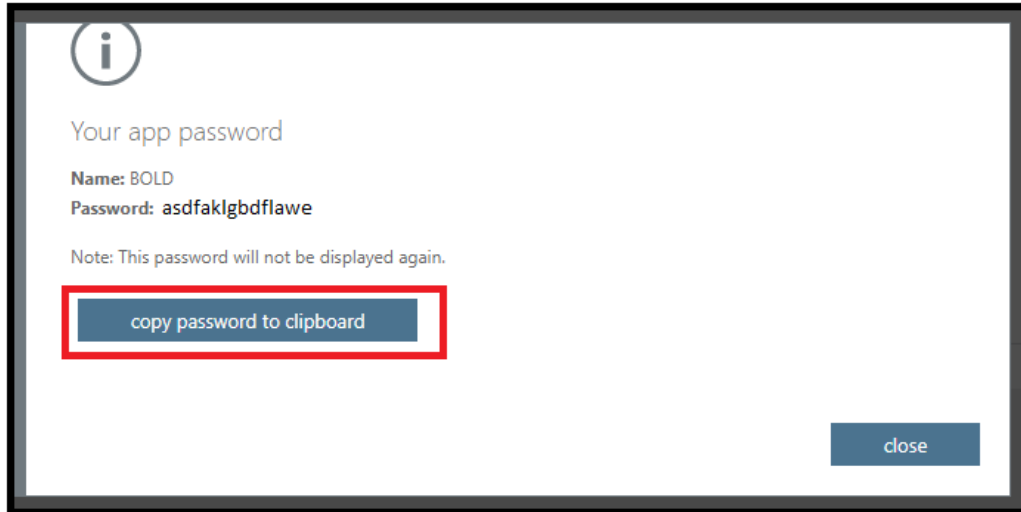 Your app password
Name: BOLD
Password: asdfaklgbdflawe
Note: This password will not be displayed again.
copy password to clipboard
close